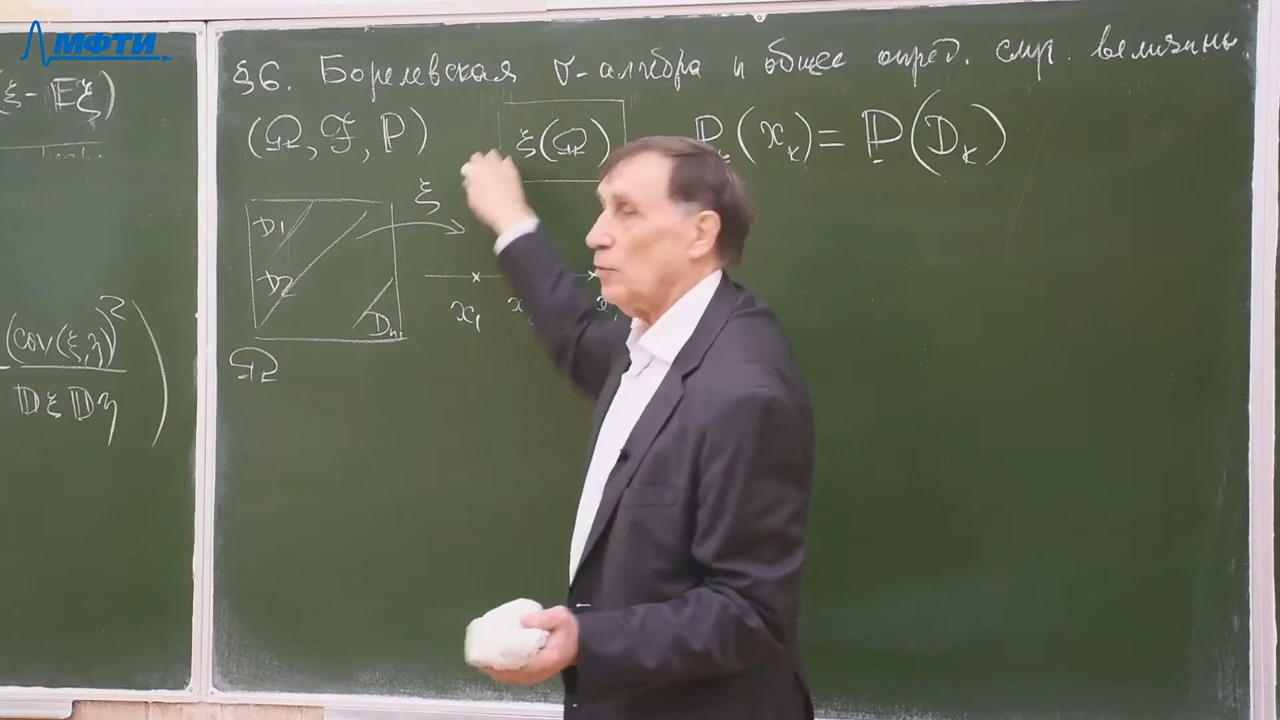 МФТИ
§6. Борелевская σ-алгебра и общее опред. случ. величины.
(ξ - Eξ)
(Ω, ℱ, P) ξ(Ω) P (x_k) = P(D_k)
ξ
D1
D2
D_n
x_1
Ω
(cov(ξ,η))^2
Dξ Dη